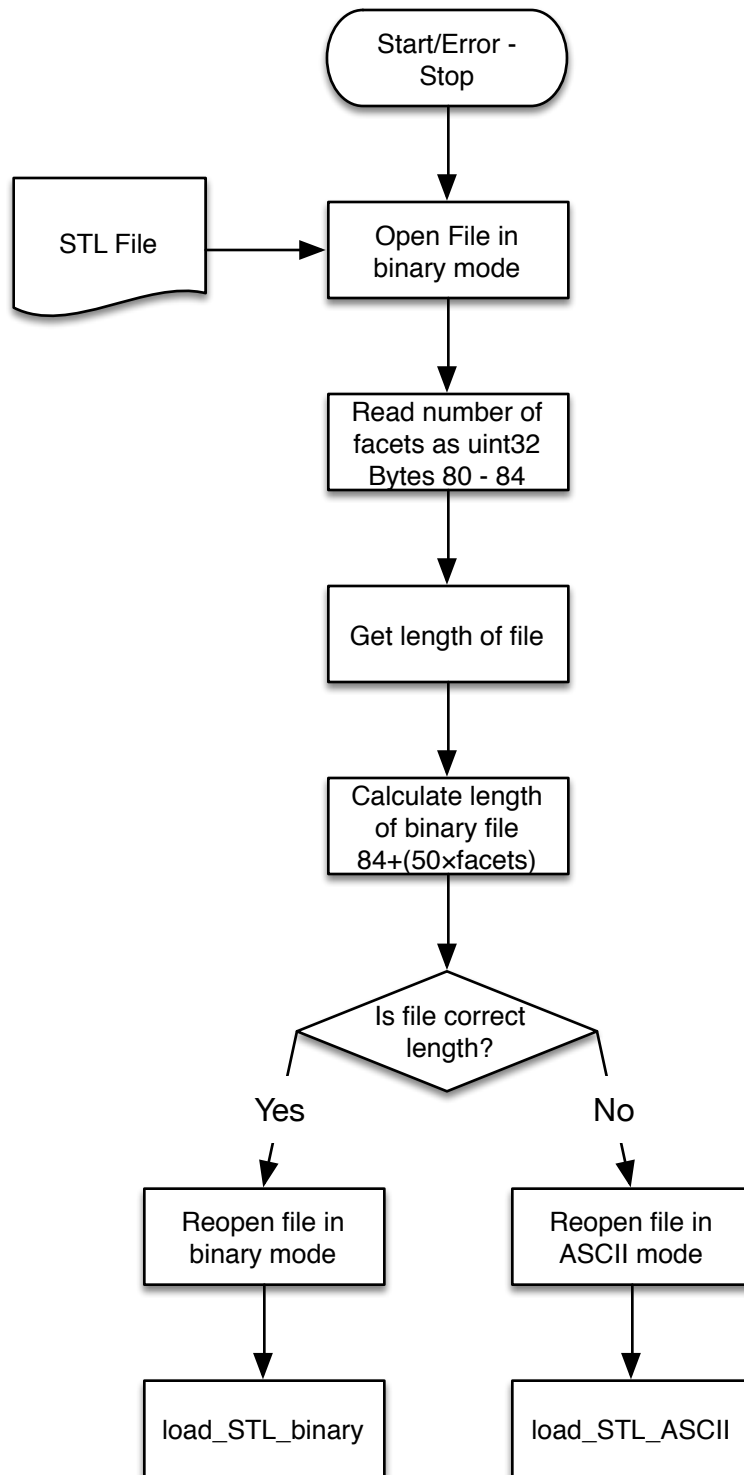 Start/Error -
Stop
STL File
Open File in
binary mode
Read number of
facets as uint32
Bytes 80 - 84
Get length of file
Calculate length
of binary file
84+(50×facets)
Is file correct
length?
Yes
No
Reopen file in
binary mode
Reopen file in
ASCII mode
load_STL_binary
load_STL_ASCII